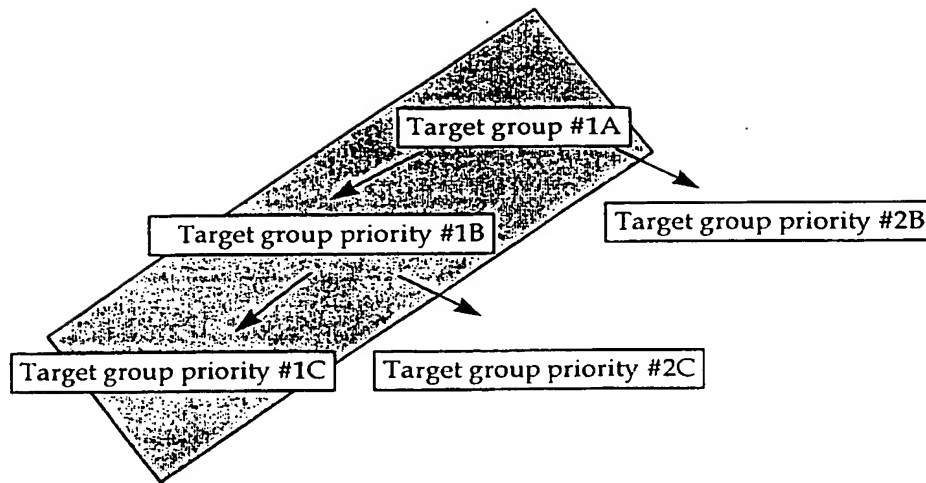 Target group #1A
Target group priority #2B
Target group priority #1B
Target group priority #1C
Target group priority #2C